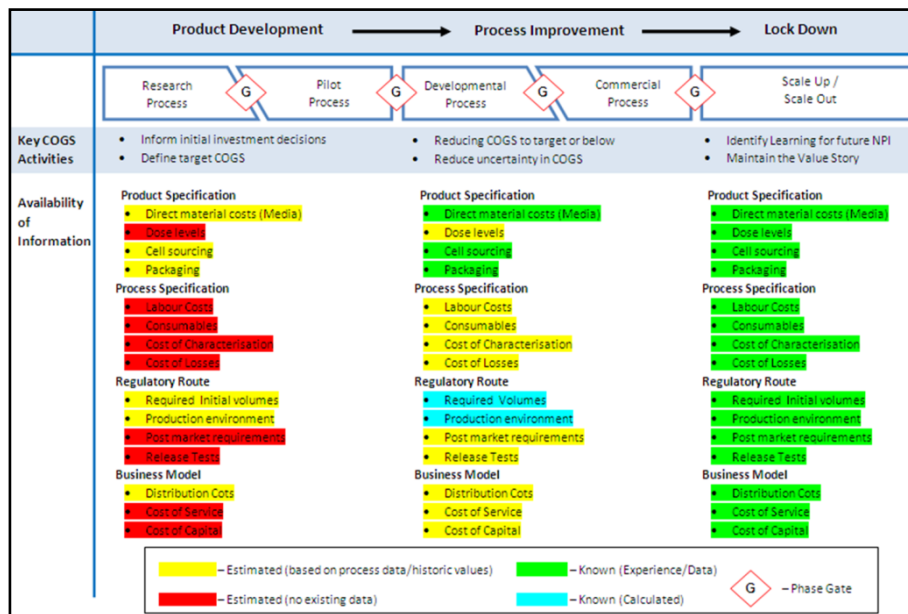 Product Development
Process Improvement
Lock Down
Research
Process
G
Pilot
Process
G
Developmental
Process
G
Commercial
Process
G
Scale Up /
Scale Out
Key COGS
Activities
• Inform initial investment decisions
• Define target COGS
• Reducing COGS to target or below
• Reduce uncertainty in COGS
• Identify Learning for future NPI
• Maintain the Value Story
Availability
of
Information
Product Specification
• Direct material costs (Media)
• Dose levels
• Cell sourcing
• Packaging
Process Specification
• Labour Costs
• Consumables
• Cost of Characterisation
• Cost of Losses
Regulatory Route
• Required Initial volumes
• Production environment
• Post market requirements
• Release Tests
Business Model
• Distribution Cots
• Cost of Service
• Cost of Capital
Product Specification
• Direct material costs (Media)
• Dose levels
• Cell sourcing
• Packaging
Process Specification
• Labour Costs
• Consumables
• Cost of Characterisation
• Cost of Losses
Regulatory Route
• Required Volumes
• Production environment
• Post market requirements
• Release Tests
Business Model
• Distribution Cots
• Cost of Service
• Cost of Capital
Product Specification
• Direct material costs (Media)
• Dose levels
• Cell sourcing
• Packaging
Process Specification
• Labour Costs
• Consumables
• Cost of Characterisation
• Cost of Losses
Regulatory Route
• Required Initial volumes
• Production environment
• Post market requirements
• Release Tests
Business Model
• Distribution Cots
• Cost of Service
• Cost of Capital
– Estimated (based on process data/historic values)
– Known (Experience/Data)
– Estimated (no existing data)
– Known (Calculated)
G
– Phase Gate